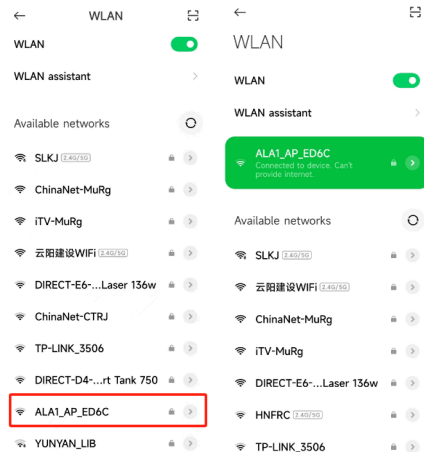 WLAN
WLAN
WLAN assistant
Available networks
SLKJ 2.4G/5G
ChinaNet-MuRg
iTV-MuRg
云阳建设WIFi 2.4G/5G
DIRECT-E6-...Laser 136w
ChinaNet-CTRJ
TP-LINK_3506
DIRECT-D4-...rt Tank 750
ALA1_AP_ED6C
YUNYAN_LIB
WLAN
WLAN
WLAN assistant
ALA1_AP_ED6C
Connected to device. Can't
provide internet.
Available networks
SLKJ 2.4G/5G
云阳建设WIFi 2.4G/5G
ChinaNet-MuRg
iTV-MuRg
DIRECT-E6-...Laser 136w
HNFRC 2.4G/5G
TP-LINK_3506